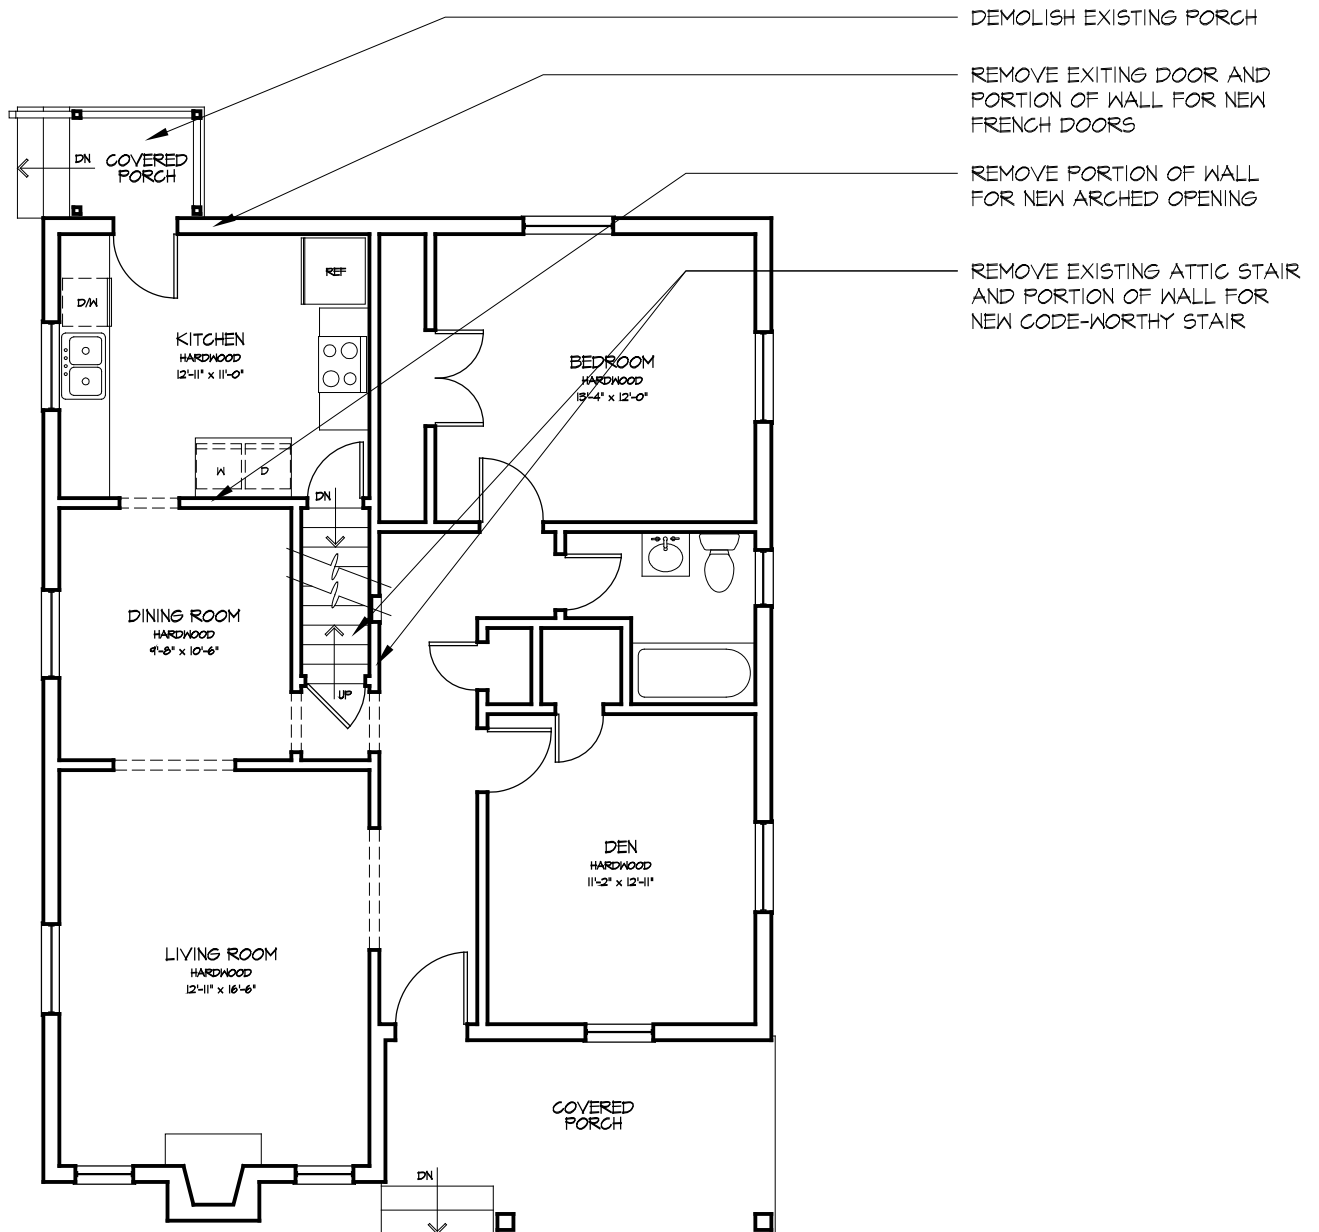 DEMOLISH EXISTING PORCH
REMOVE EXITING DOOR AND
PORTION OF WALL FOR NEW
FRENCH DOORS
REMOVE PORTION OF WALL
FOR NEW ARCHED OPENING
REMOVE EXISTING ATTIC STAIR
AND PORTION OF WALL FOR
NEW CODE-WORTHY STAIR
DN
COVERED
PORCH
REF
D/W
KITCHEN
HARDWOOD
12'-11" x 11'-0"
BEDROOM
HARDWOOD
13'-4" x 12'-0"
W
D
DN
DINING ROOM
HARDWOOD
9'-8" x 10'-6"
UP
DEN
HARDWOOD
11'-2" x 12'-11"
LIVING ROOM
HARDWOOD
12'-11" x 16'-6"
COVERED
PORCH
DN